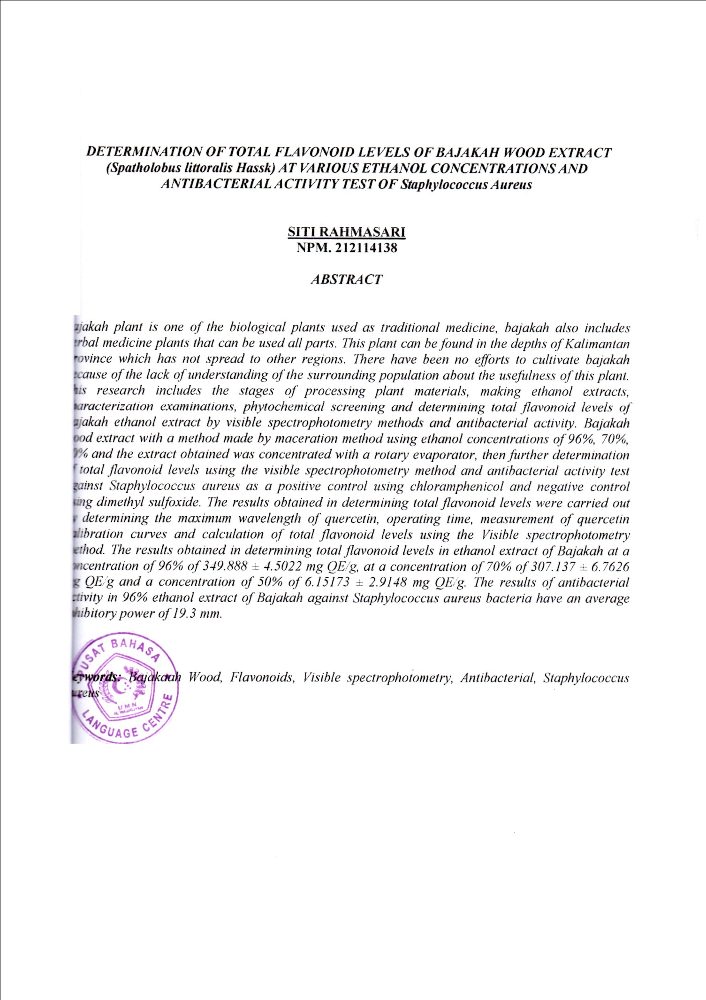 DETERMINATION OF TOTAL FLAVONOID LEVELS OF BAJAKAH WOOD EXTRACT
(Spatholobus littoralis Hassk) AT VARIOUS ETHANOL CONCENTRATIONS AND
ANTIBACTERIAL ACTIVITY TEST OF Staphylococcus Aureus
SITI RAHMASARI
NPM. 212114138
ABSTRACT
ajakah plant is one of the biological plants used as traditional medicine, bajakah also includes
erbal medicine plants that can be used all parts. This plant can be found in the depths of Kalimantan
rovince which has not spread to other regions. There have been no efforts to cultivate bajakah
ecause of the lack of understanding of the surrounding population about the usefulness of this plant.
his research includes the stages of processing plant materials, making ethanol extracts,
haracterization examinations, phytochemical screening and determining total flavonoid levels of
ajakah ethanol extract by visible spectrophotometry methods and antibacterial activity. Bajakah
ood extract with a method made by maceration method using ethanol concentrations of 96%, 70%,
0% and the extract obtained was concentrated with a rotary evaporator, then further determination
f total flavonoid levels using the visible spectrophotometry method and antibacterial activity test
gainst Staphylococcus aureus as a positive control using chloramphenicol and negative control
sing dimethyl sulfoxide. The results obtained in determining total flavonoid levels were carried out
y determining the maximum wavelength of quercetin, operating time, measurement of quercetin
alibration curves and calculation of total flavonoid levels using the Visible spectrophotometry
ethod. The results obtained in determining total flavonoid levels in ethanol extract of Bajakah at a
oncentration of 96% of 349.888 ± 4.5022 mg QE/g, at a concentration of 70% of 307.137 ± 6.7626
g QE/g and a concentration of 50% of 6.15173 ± 2.9148 mg QE/g. The results of antibacterial
ctivity in 96% ethanol extract of Bajakah against Staphylococcus aureus bacteria have an average
nhibitory power of 19.3 mm.
PUSAT BAHASA
eywords: Bajakaah Wood, Flavonoids, Visible spectrophotometry, Antibacterial, Staphylococcus
ureus
UMN
AL WASHLIYAH
LANGUAGE CENTRE